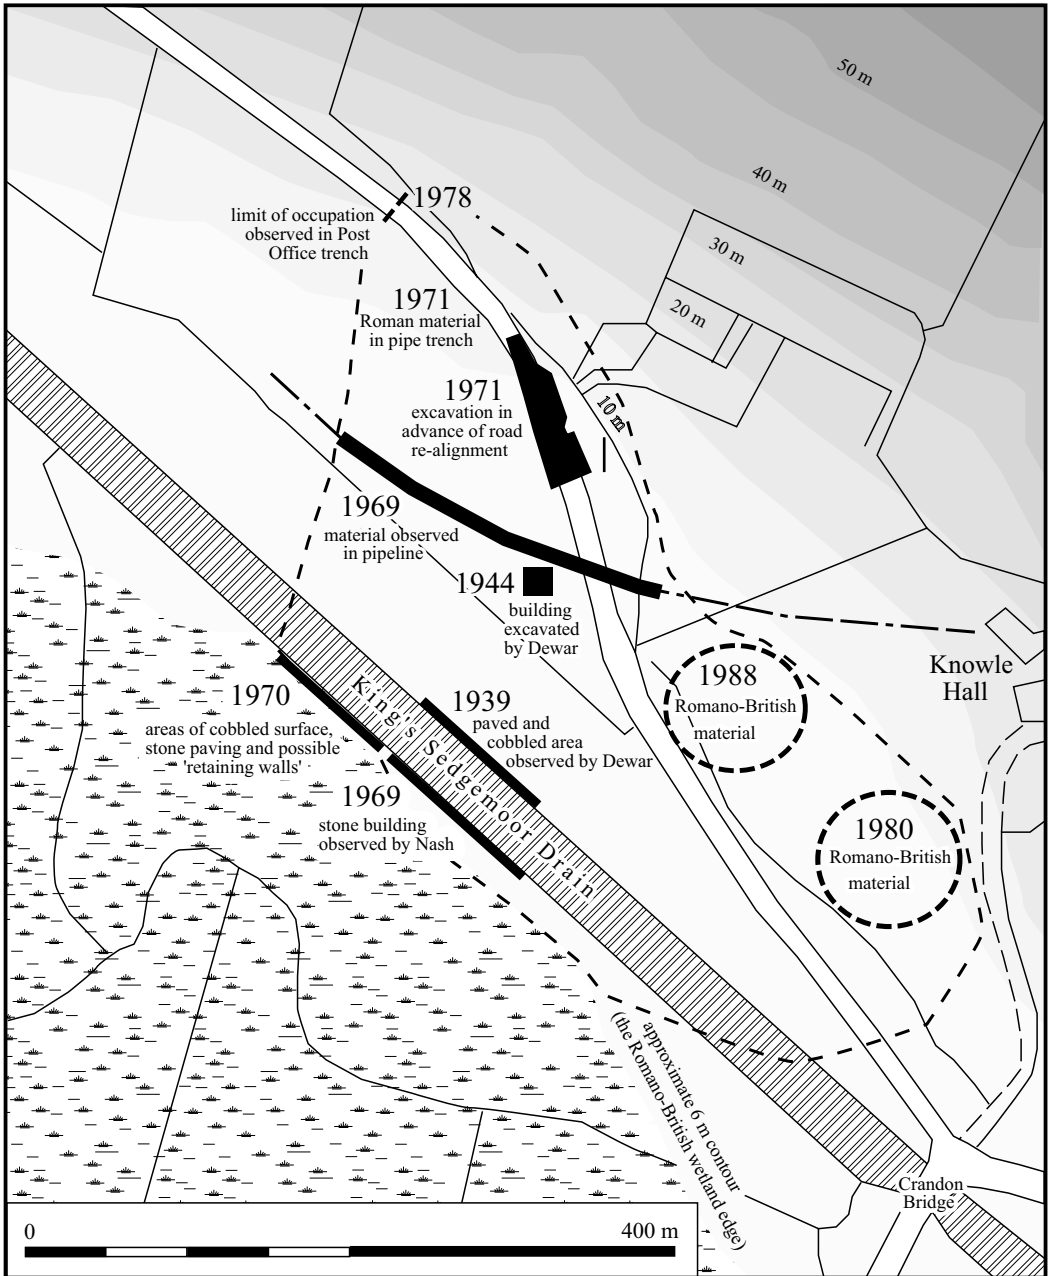 50 m
40 m
30 m
20 m
10 m
1978
limit of occupation
observed in Post
Office trench
1971
Roman material
in pipe trench
1971
excavation in
advance of road
re-alignment
1969
material observed
in pipeline
1944
building
excavated
by Dewar
1988
Romano-British
material
Knowle
Hall
1970
areas of cobbled surface,
stone paving and possible
'retaining walls'
1939
paved and
cobbled area
observed by Dewar
King's Sedgemoor Drain
1969
stone building
observed by Nash
1980
Romano-British
material
approximate 6 m contour
(the Romano-British wetland edge)
Crandon
Bridge
0
400 m